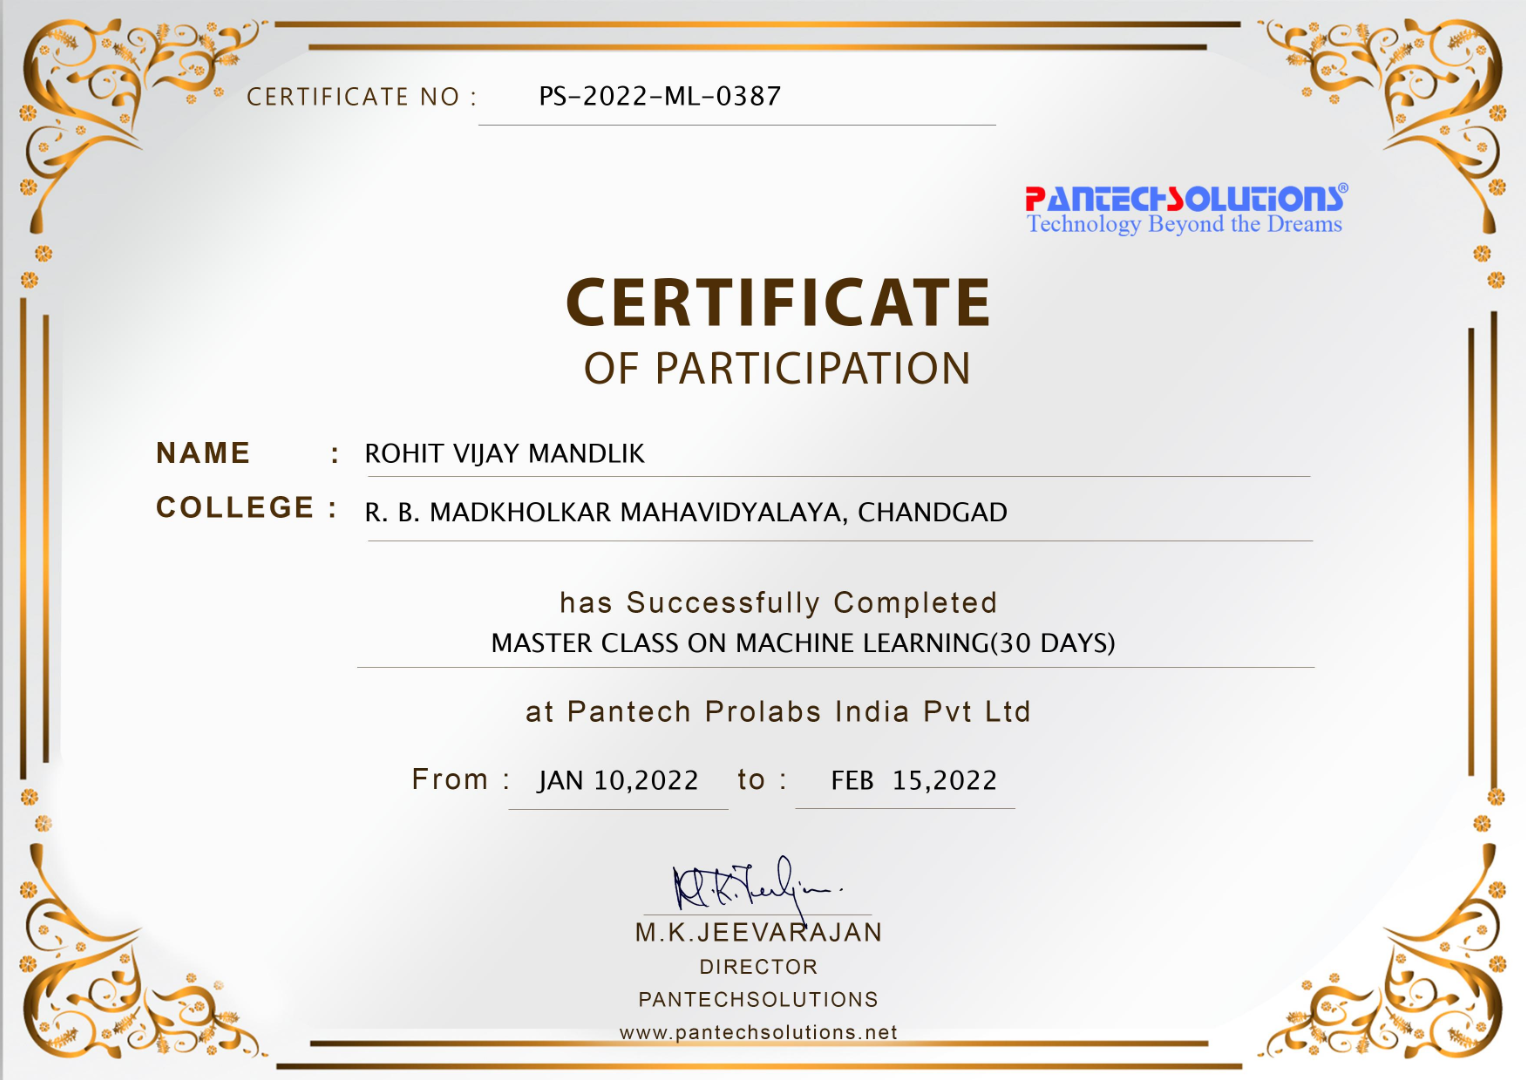 CERTIFICATE NO : PS-2022-ML-0387
PANTECHSOLUTIONS®
Technology Beyond the Dreams
CERTIFICATE
OF PARTICIPATION
NAME : ROHIT VIJAY MANDLIK
COLLEGE : R. B. MADKHOLKAR MAHAVIDYALAYA, CHANDGAD
has Successfully Completed
MASTER CLASS ON MACHINE LEARNING(30 DAYS)
at Pantech Prolabs India Pvt Ltd
From : JAN 10,2022 to : FEB 15,2022
M.K.JEEVARAJAN
DIRECTOR
PANTECHSOLUTIONS
www.pantechsolutions.net